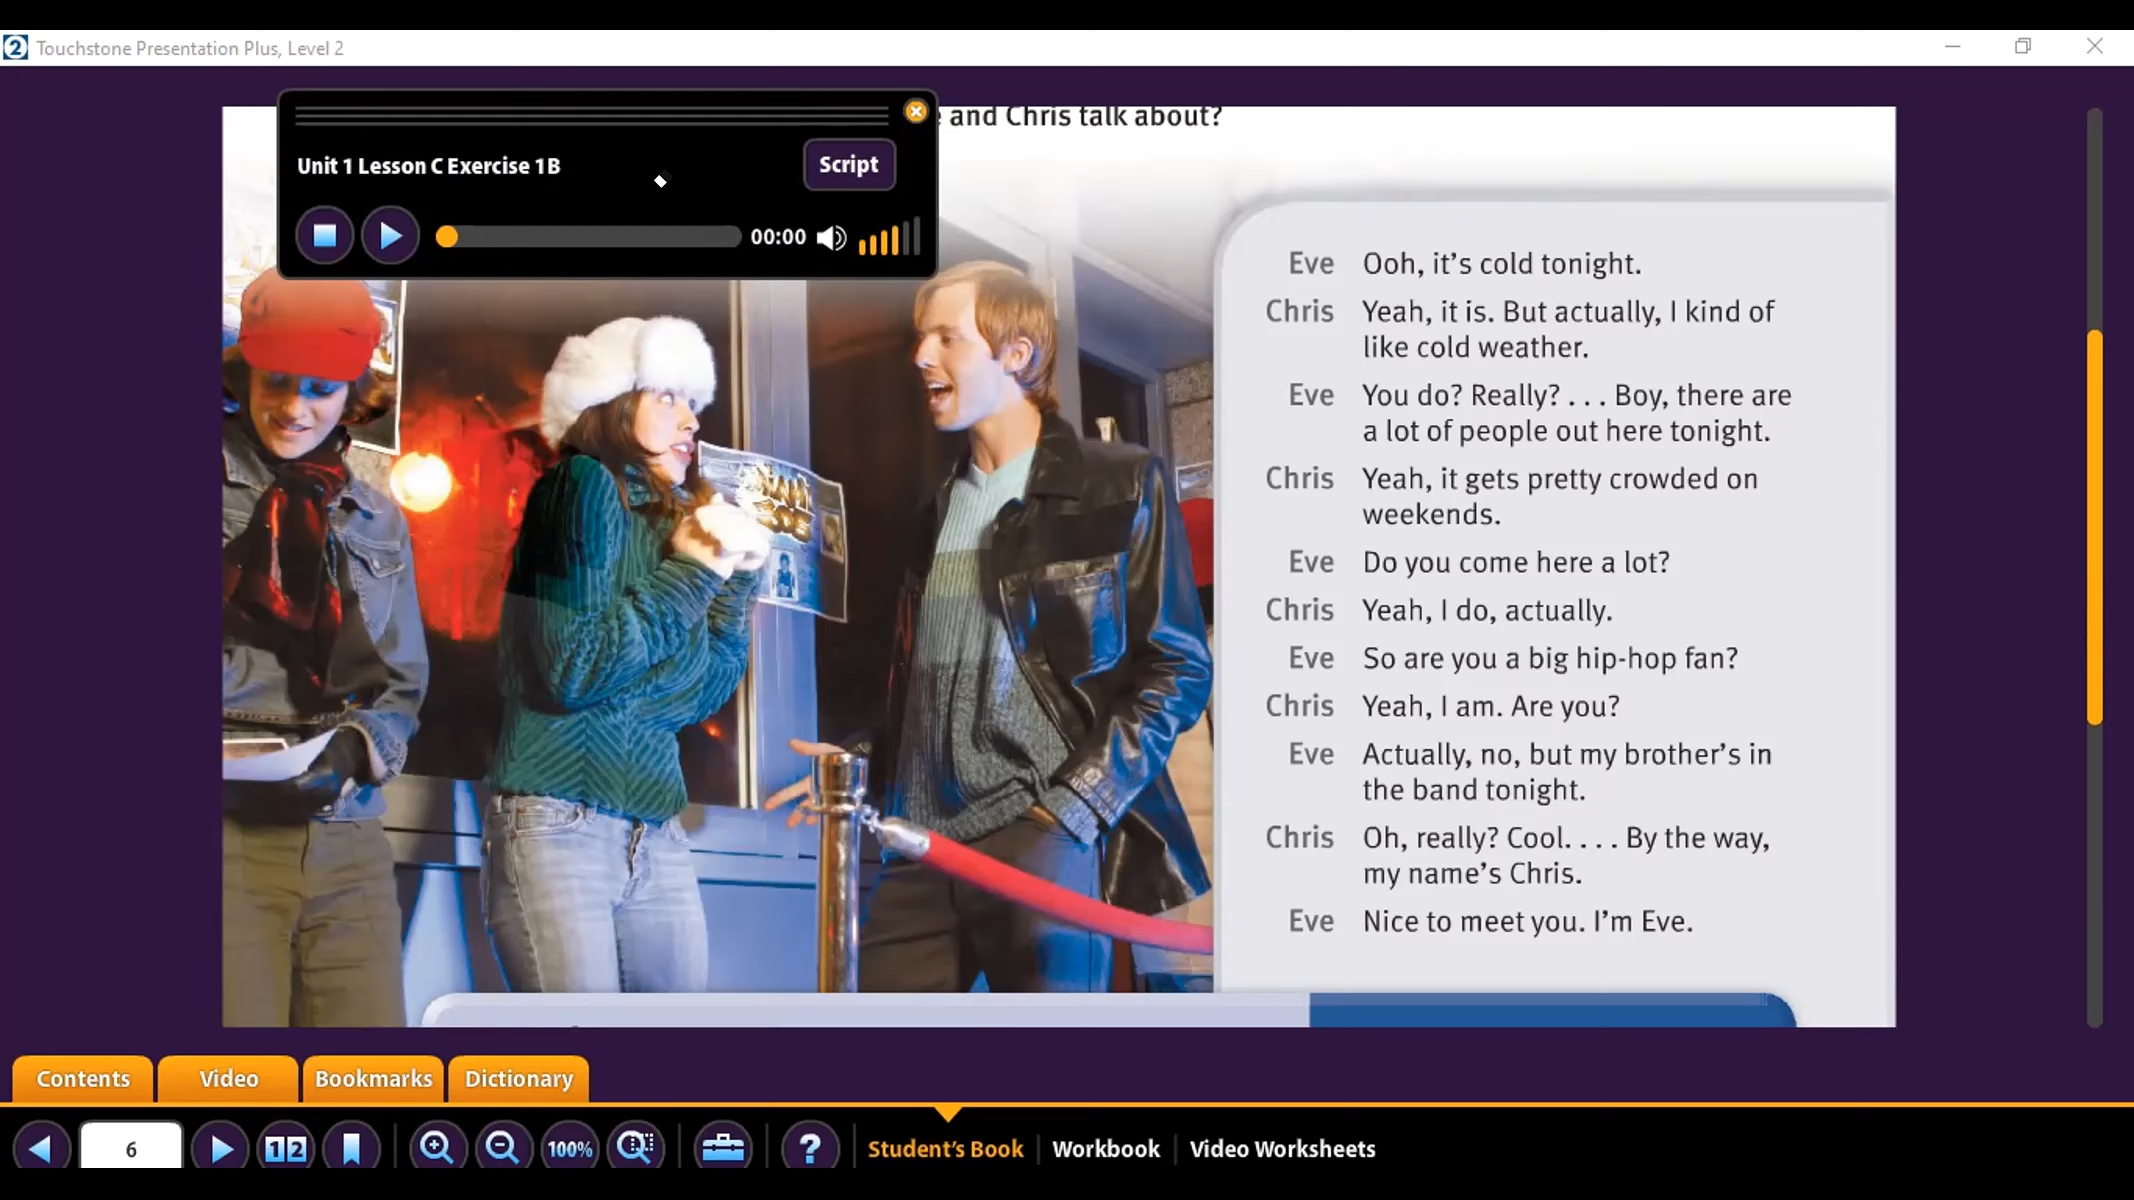 Touchstone Presentation Plus, Level 2
and Chris talk about?
Unit 1 Lesson C Exercise 1B
Script
00:00
Eve Ooh, it's cold tonight.
Chris Yeah, it is. But actually, I kind of
like cold weather.
Eve You do? Really? . . . Boy, there are
a lot of people out here tonight.
Chris Yeah, it gets pretty crowded on
weekends.
Eve Do you come here a lot?
Chris Yeah, I do, actually.
Eve So are you a big hip-hop fan?
Chris Yeah, I am. Are you?
Eve Actually, no, but my brother's in
the band tonight.
Chris Oh, really? Cool. . . . By the way,
my name's Chris.
Eve Nice to meet you. I'm Eve.
Contents Video Bookmarks Dictionary
6 1 2 100% ? Student's Book Workbook Video Worksheets